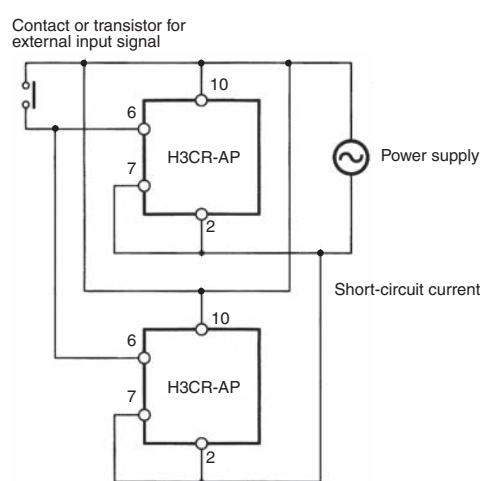 Contact or transistor for
external input signal
10
6
H3CR-AP
7
Power supply
2
Short-circuit current
10
6
H3CR-AP
7
2